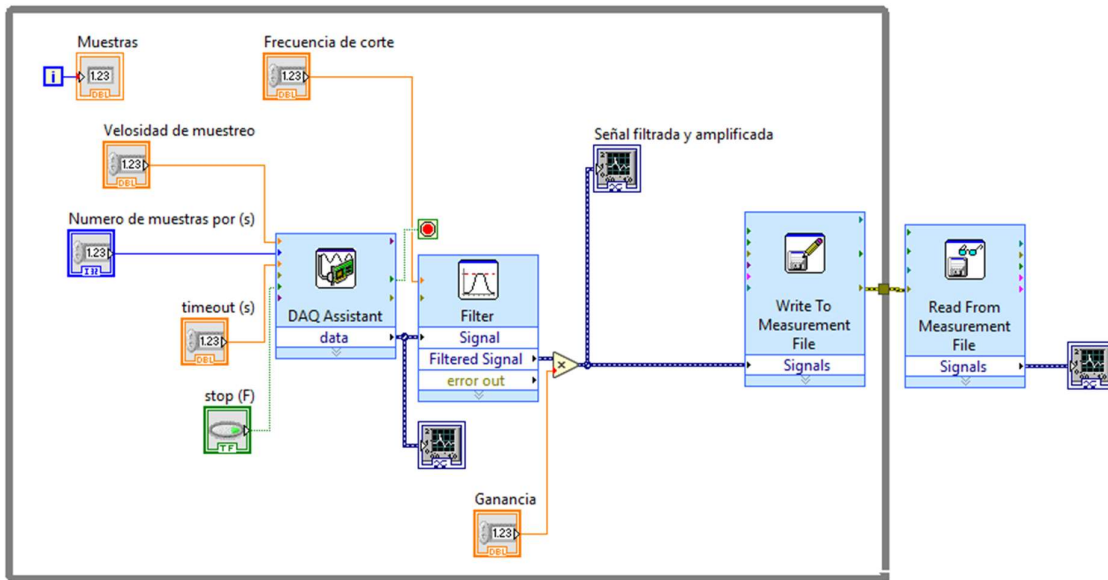 Muestras
Frecuencia de corte
i
1.23
DBL
1.23
DBL
Velosidad de muestreo
1.23
DBL
Señal filtrada y amplificada
Numero de muestras por (s)
1.23
I32
timeout (s)
1.23
DBL
DAQ Assistant
data
Filter
Signal
Filtered Signal
error out
Write To
Measurement
File
Signals
Read From
Measurement
File
Signals
stop (F)
TF
Ganancia
1.23
DBL